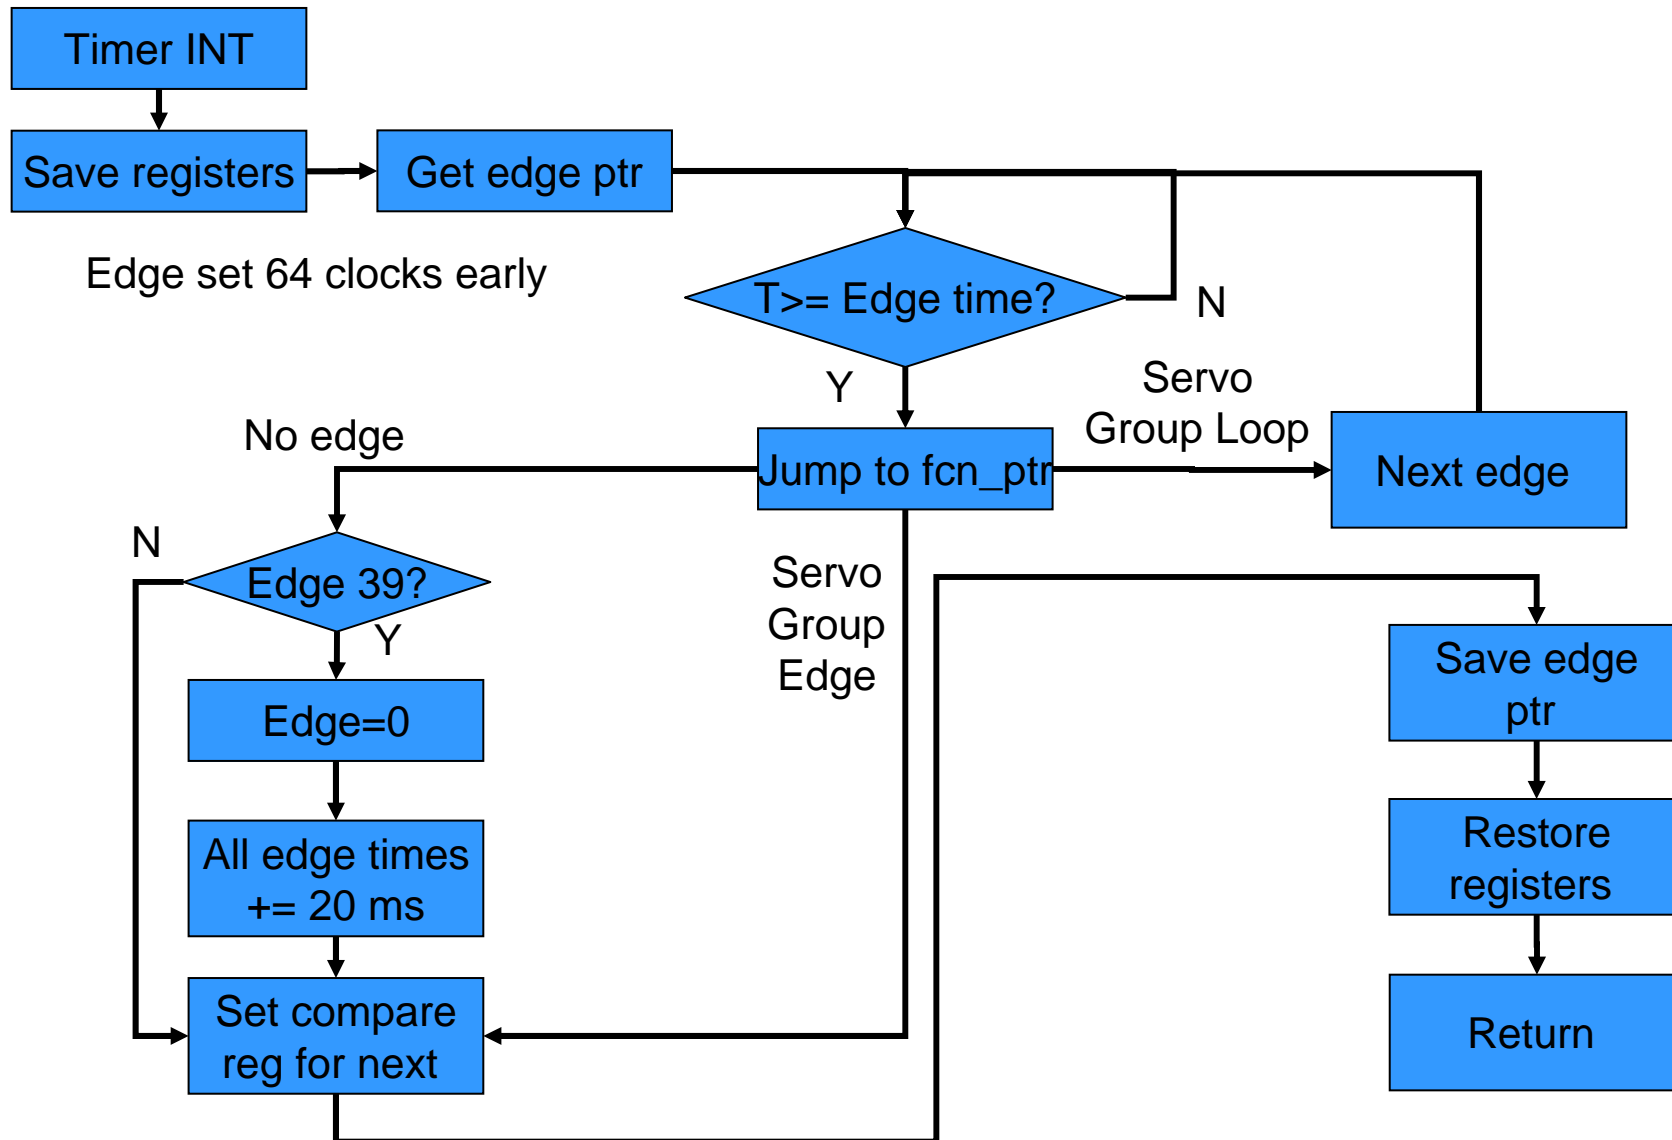 Timer INT
Save registers
Get edge ptr
Edge set 64 clocks early
T>= Edge time?
N
Y
Servo
Group Loop
No edge
Jump to fcn_ptr
Next edge
N
Edge 39?
Y
Servo
Group
Edge
Edge=0
All edge times
+= 20 ms
Set compare
reg for next
Save edge
ptr
Restore
registers
Return